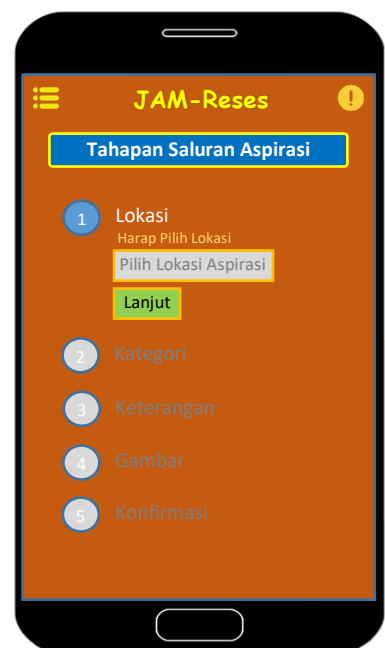 JAM-Reses
!
Tahapan Saluran Aspirasi
1 Lokasi
Harap Pilih Lokasi
Pilih Lokasi Aspirasi
Lanjut
2 Kategori
3 Keterangan
4 Gambar
5 Konfirmasi